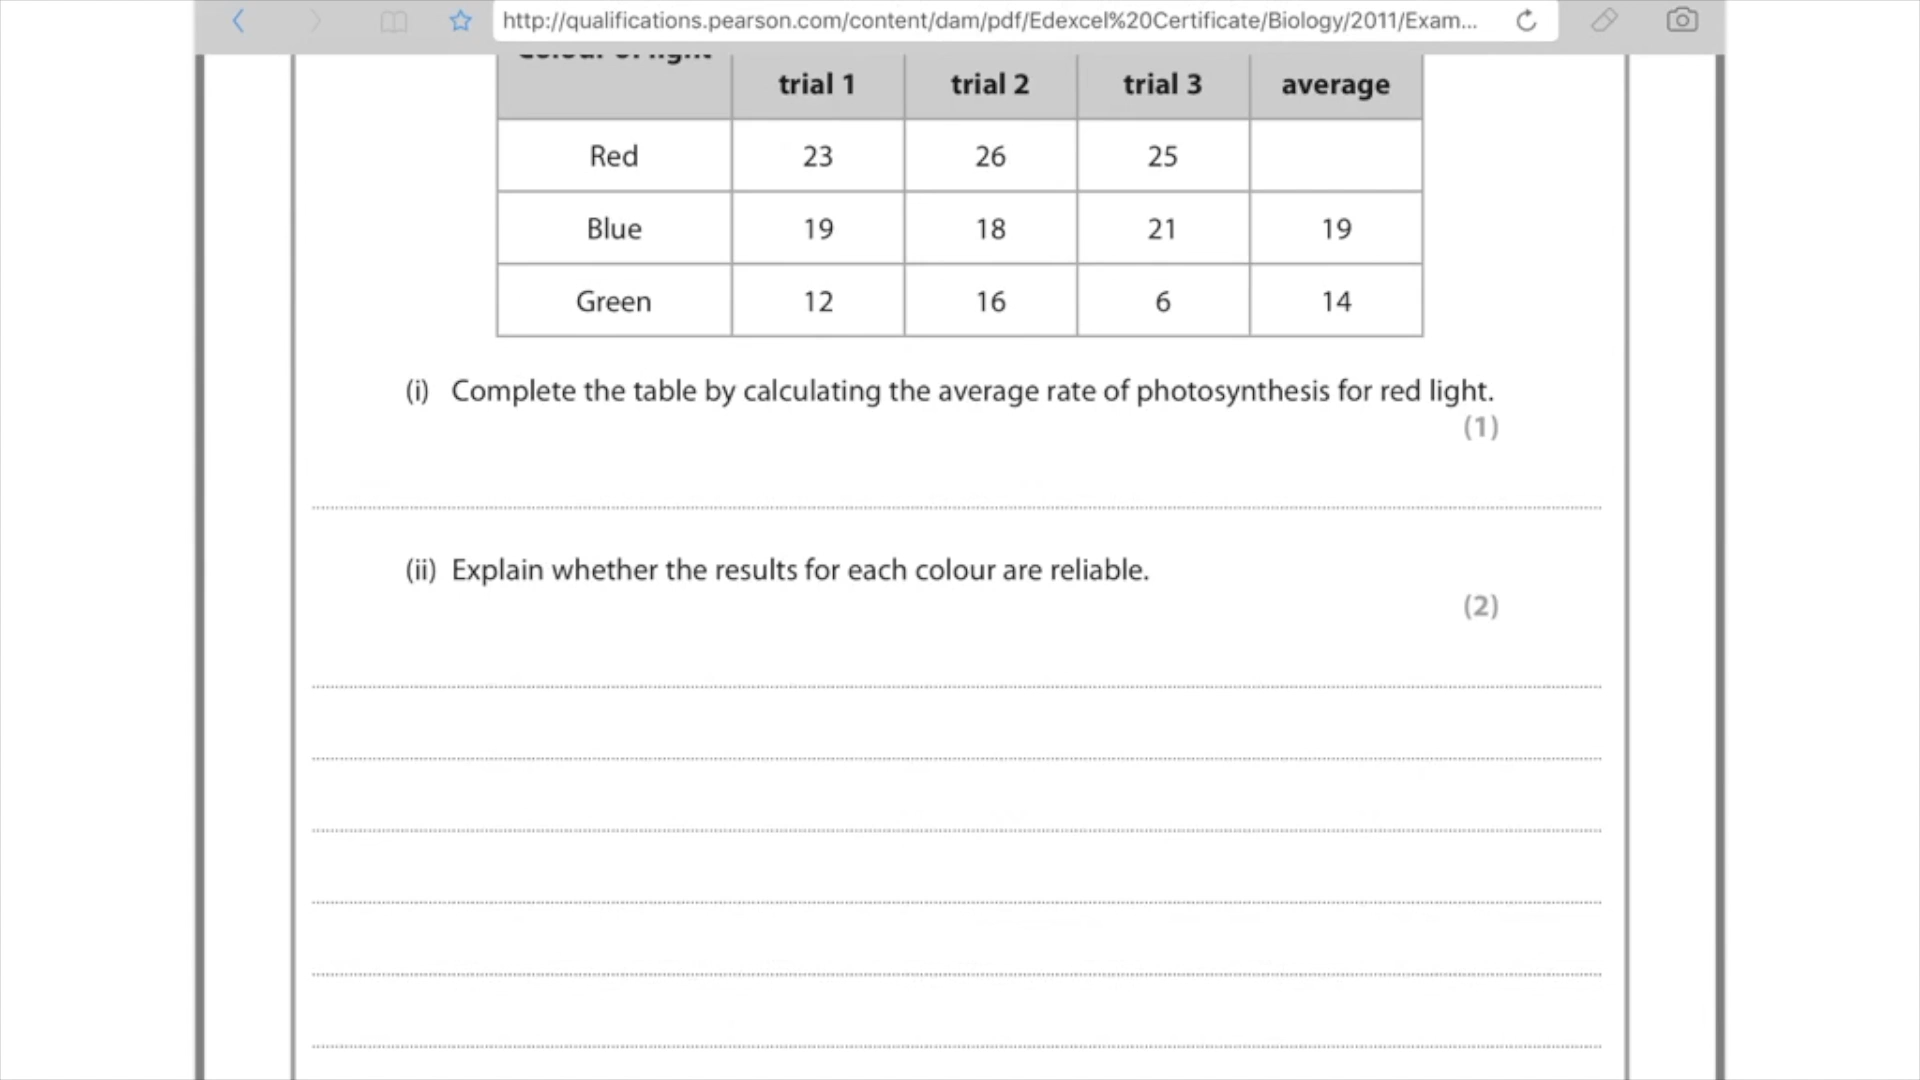 http://qualifications.pearson.com/content/dam/pdf/Edexcel%20Certificate/Biology/2011/Exam...
Colour of light
trial 1 trial 2 trial 3 average
Red 23 26 25
Blue 19 18 21 19
Green 12 16 6 14
(i) Complete the table by calculating the average rate of photosynthesis for red light.
(1)
(ii) Explain whether the results for each colour are reliable.
(2)